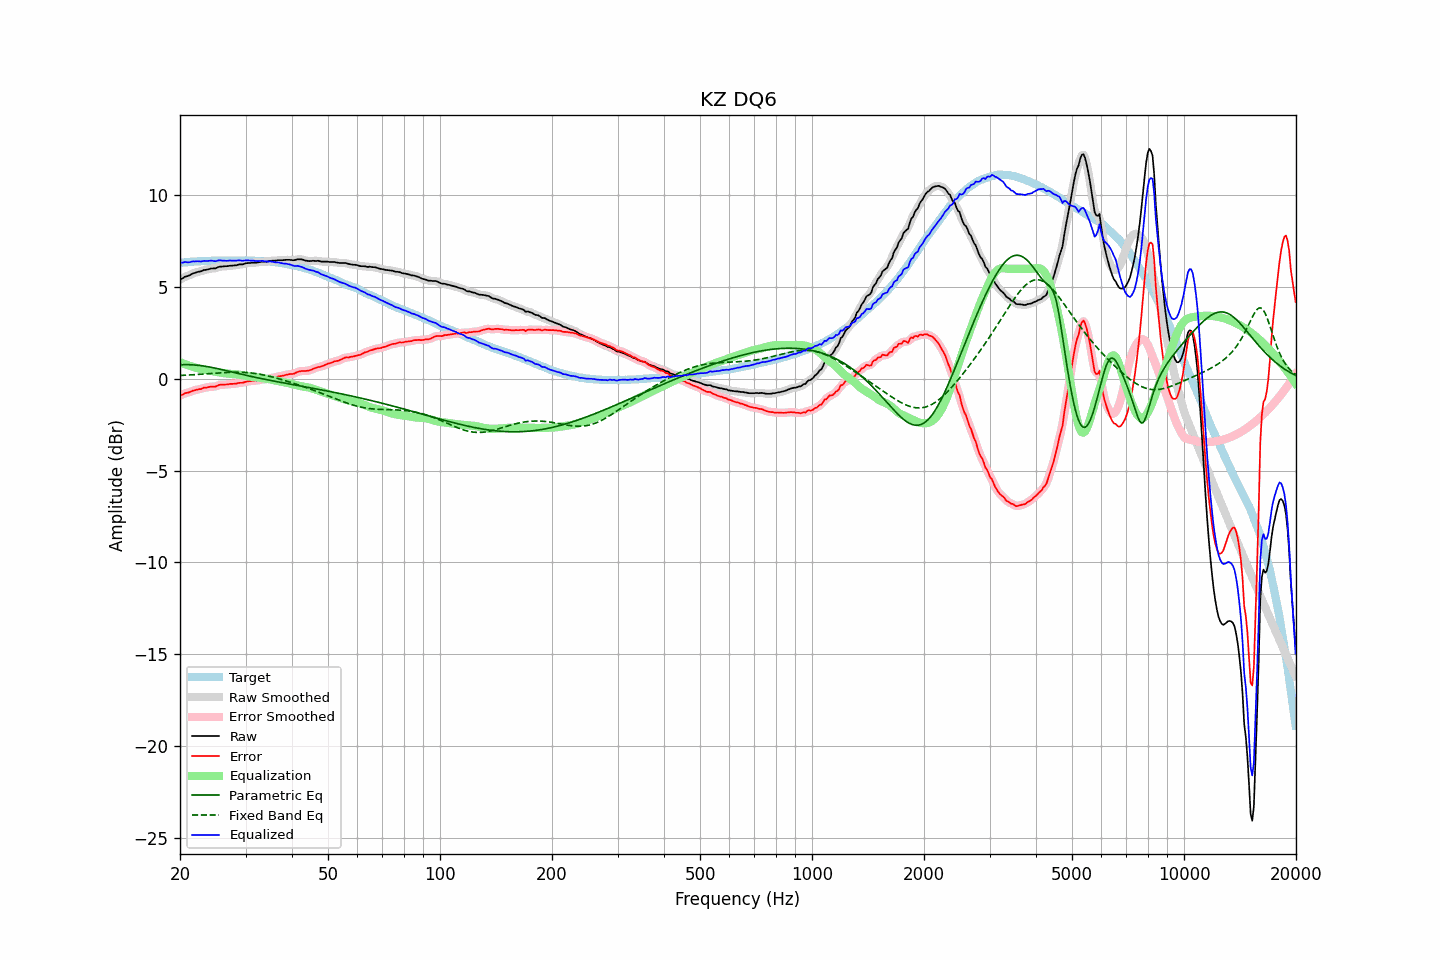 KZ DQ6
Amplitude (dBr)
10
5
0
−5
−10
−15
−20
−25
Target
Raw Smoothed
Error Smoothed
Raw
Error
Equalization
Parametric Eq
Fixed Band Eq
Equalized
20 50 100 200 500 1000 2000 5000 10000 20000
Frequency (Hz)